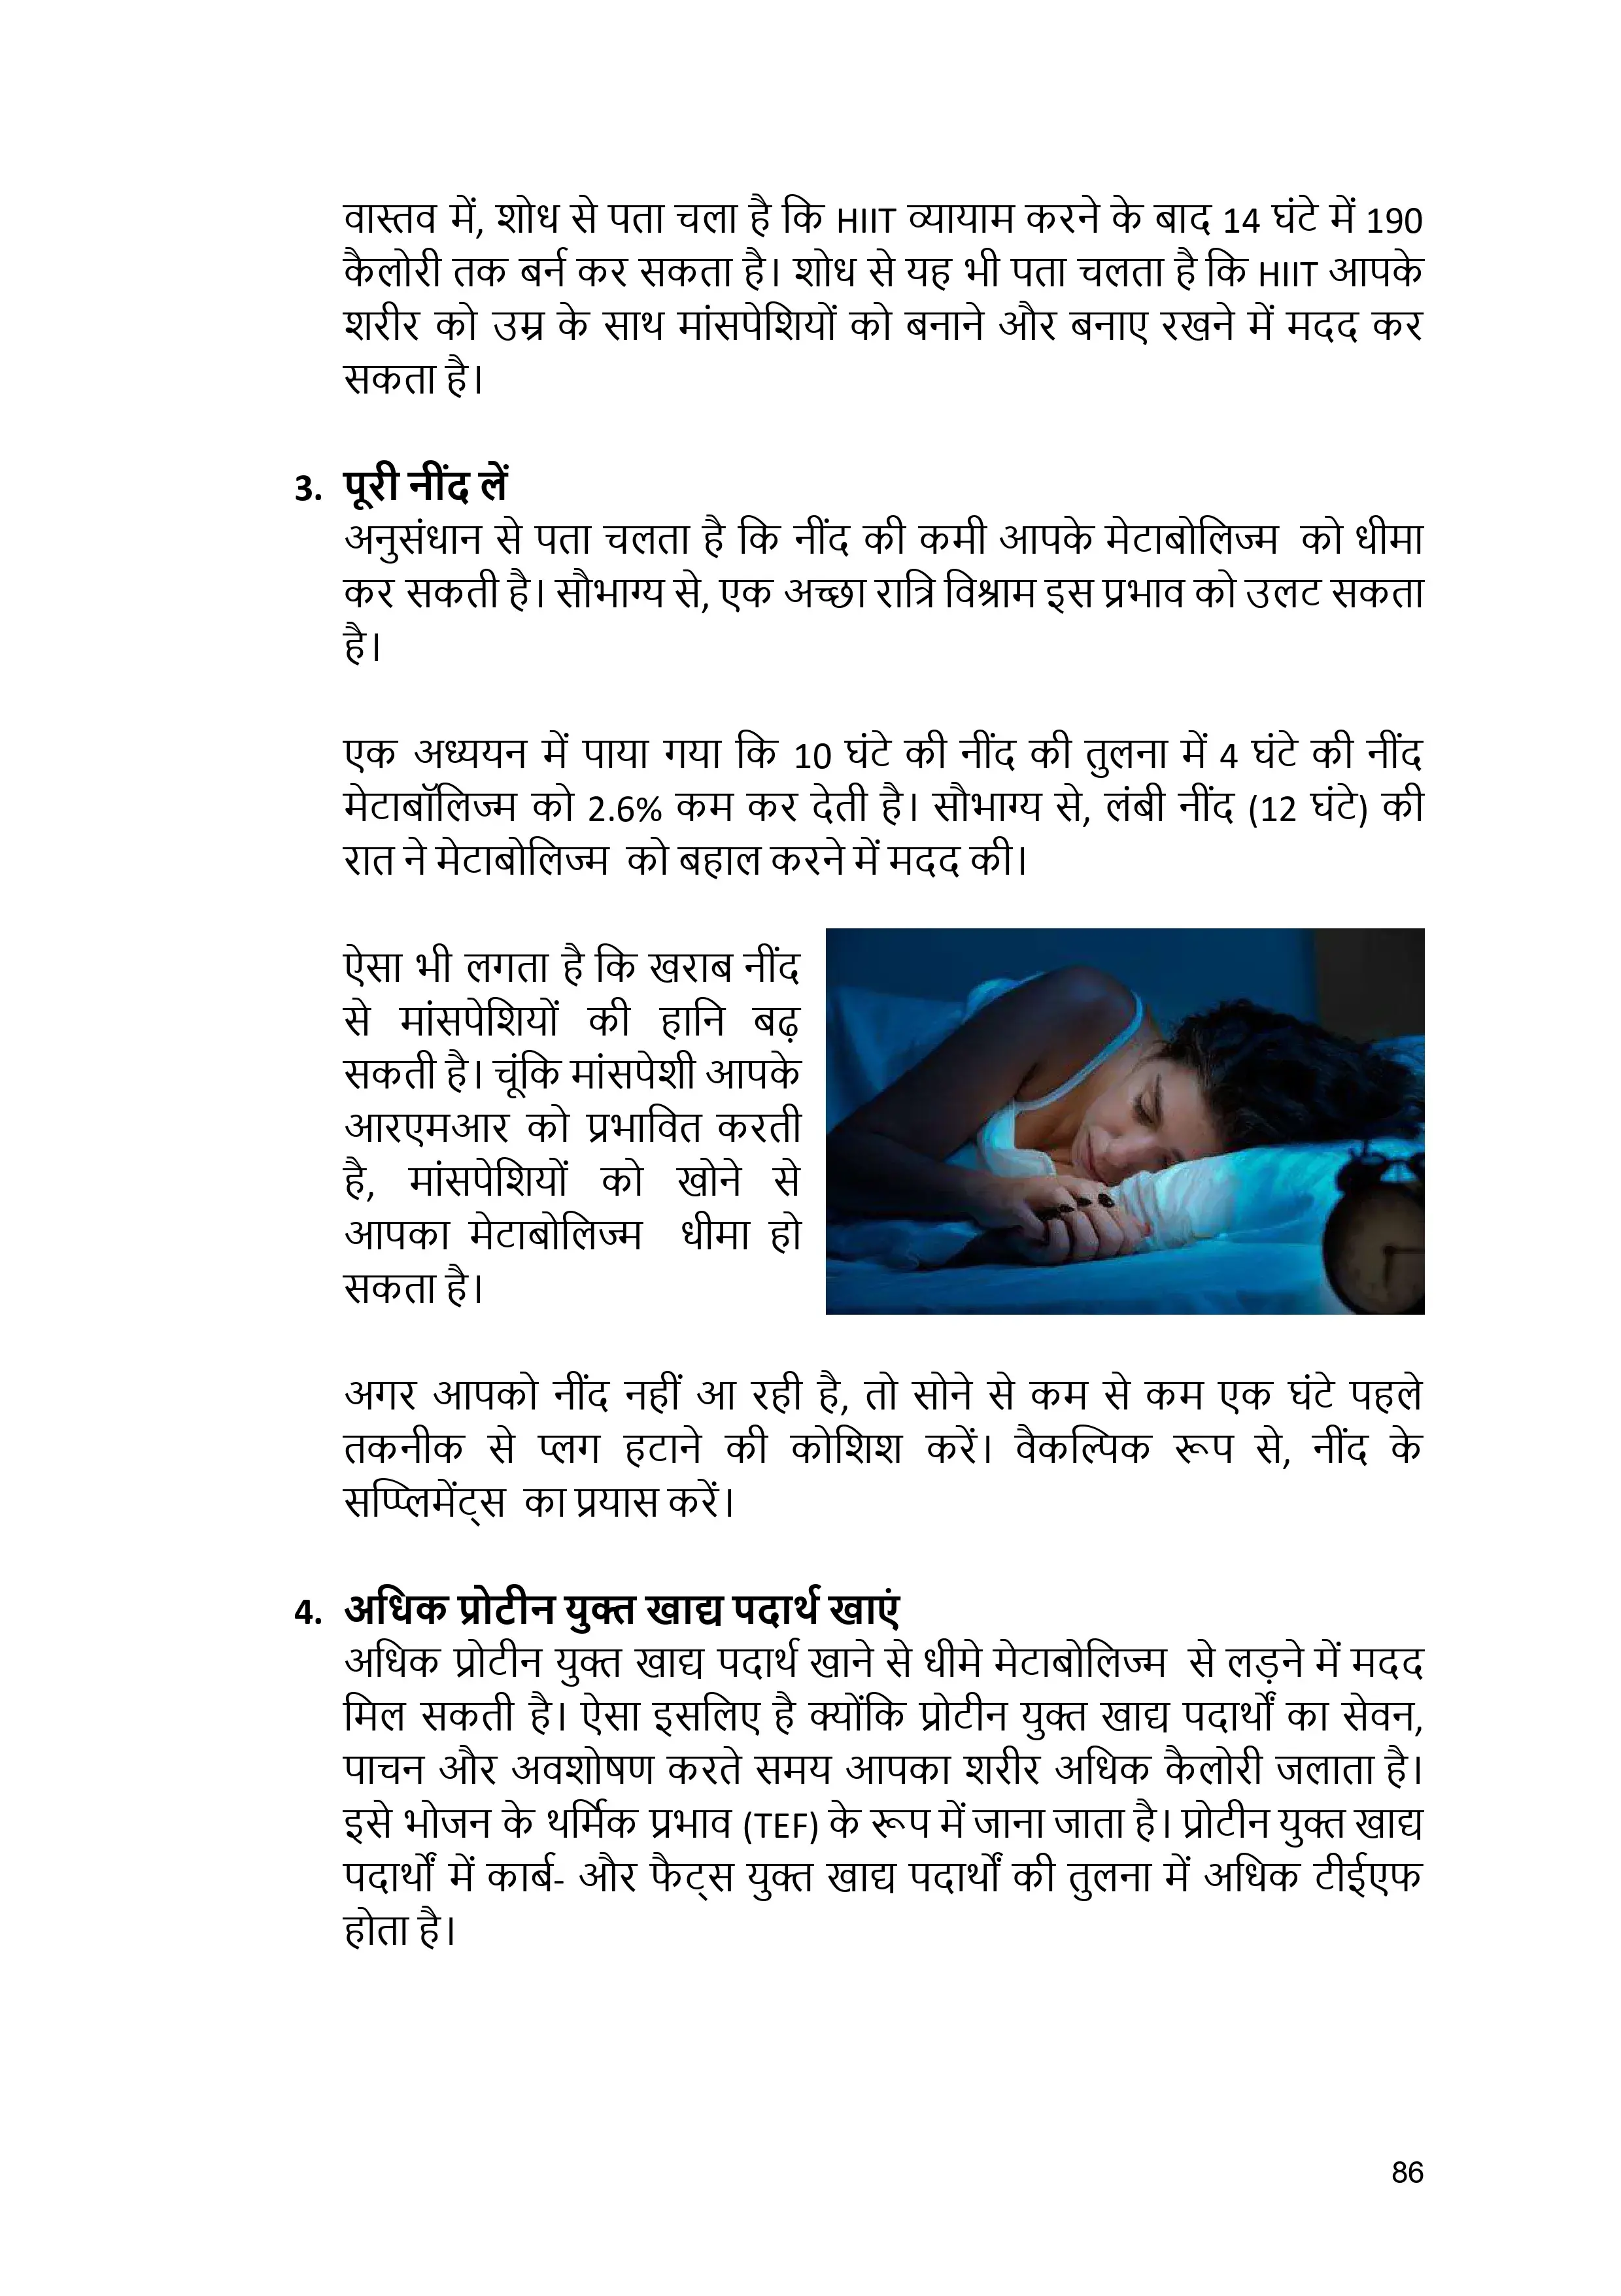 वास्तव में, शोध से पता चला है कि HIIT व्यायाम करने के बाद 14 घंटे में 190
कैलोरी तक बर्न कर सकता है। शोध से यह भी पता चलता है कि HIIT आपके
शरीर को उम्र के साथ मांसपेशियों को बनाने और बनाए रखने में मदद कर
सकता है।
3. पूरी नींद लें
अनुसंधान से पता चलता है कि नींद की कमी आपके मेटाबोलिज्म को धीमा
कर सकती है। सौभाग्य से, एक अच्छा रात्रि विश्राम इस प्रभाव को उलट सकता
है।
एक अध्ययन में पाया गया कि 10 घंटे की नींद की तुलना में 4 घंटे की नींद
मेटाबॉलिज्म को 2.6% कम कर देती है। सौभाग्य से, लंबी नींद (12 घंटे) की
रात ने मेटाबोलिज्म को बहाल करने में मदद की।
ऐसा भी लगता है कि खराब नींद
से मांसपेशियों की हानि बढ़
सकती है। चूंकि मांसपेशी आपके
आरएमआर को प्रभावित करती
है, मांसपेशियों को खोने से
आपका मेटाबोलिज्म धीमा हो
सकता है।
अगर आपको नींद नहीं आ रही है, तो सोने से कम से कम एक घंटे पहले
तकनीक से प्लग हटाने की कोशिश करें। वैकल्पिक रूप से, नींद के
सप्प्लिमेंट्स का प्रयास करें।
4. अधिक प्रोटीन युक्त खाद्य पदार्थ खाएं
अधिक प्रोटीन युक्त खाद्य पदार्थ खाने से धीमे मेटाबोलिज्म से लड़ने में मदद
मिल सकती है। ऐसा इसलिए है क्योंकि प्रोटीन युक्त खाद्य पदार्थों का सेवन,
पाचन और अवशोषण करते समय आपका शरीर अधिक कैलोरी जलाता है।
इसे भोजन के थर्मिक प्रभाव (TEF) के रूप में जाना जाता है। प्रोटीन युक्त खाद्य
पदार्थों में कार्ब- और फैट्स युक्त खाद्य पदार्थों की तुलना में अधिक टीईएफ
होता है।
86